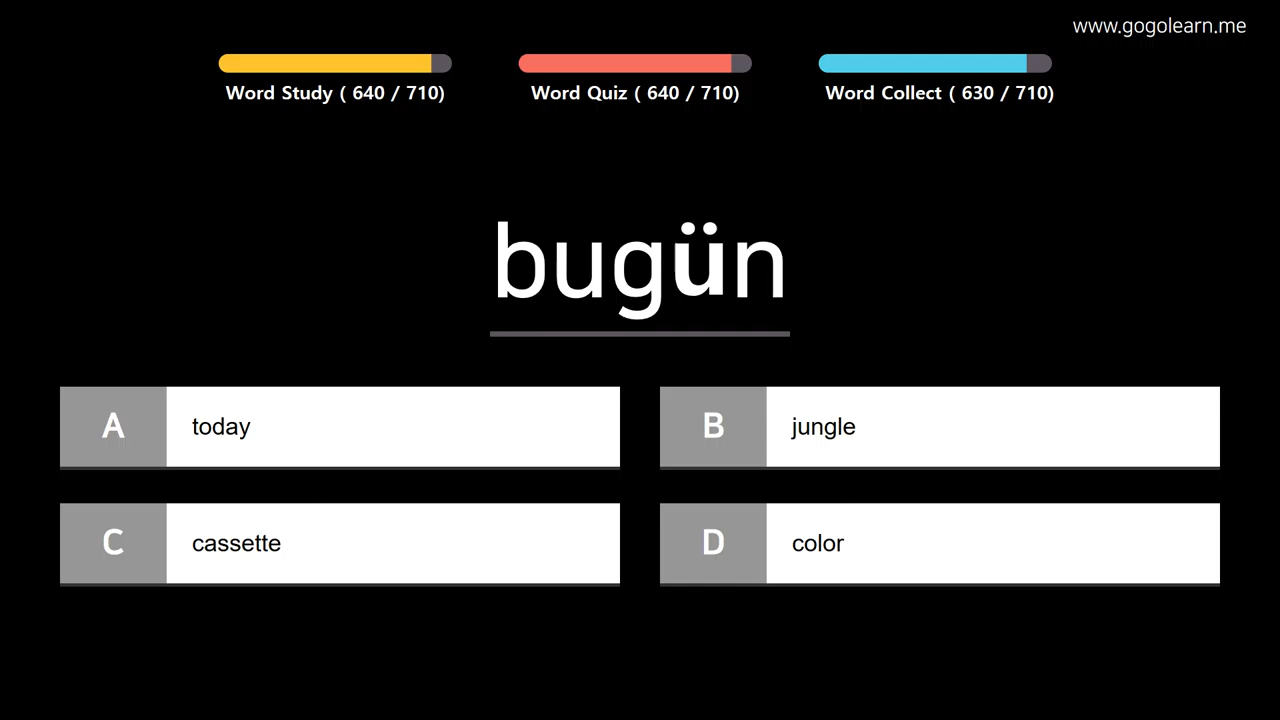 www.gogolearn.me
Word Study ( 640 / 710)
Word Quiz ( 640 / 710)
Word Collect ( 630 / 710)
bugün
A today
B jungle
C cassette
D color